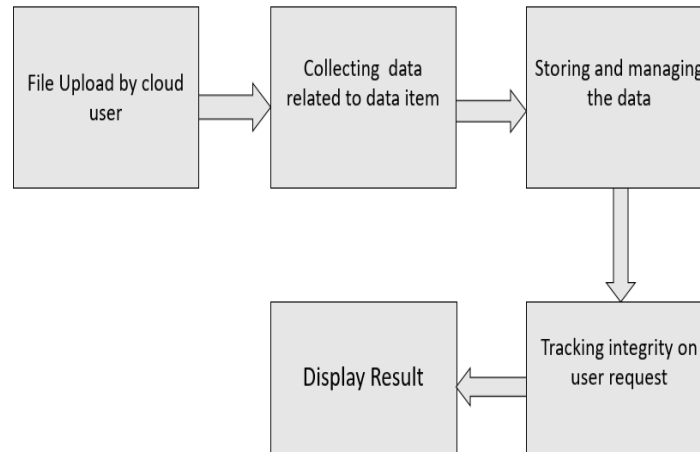 File Upload by cloud
user
Collecting data
related to data item
Storing and managing
the data
Tracking integrity on
user request
Display Result